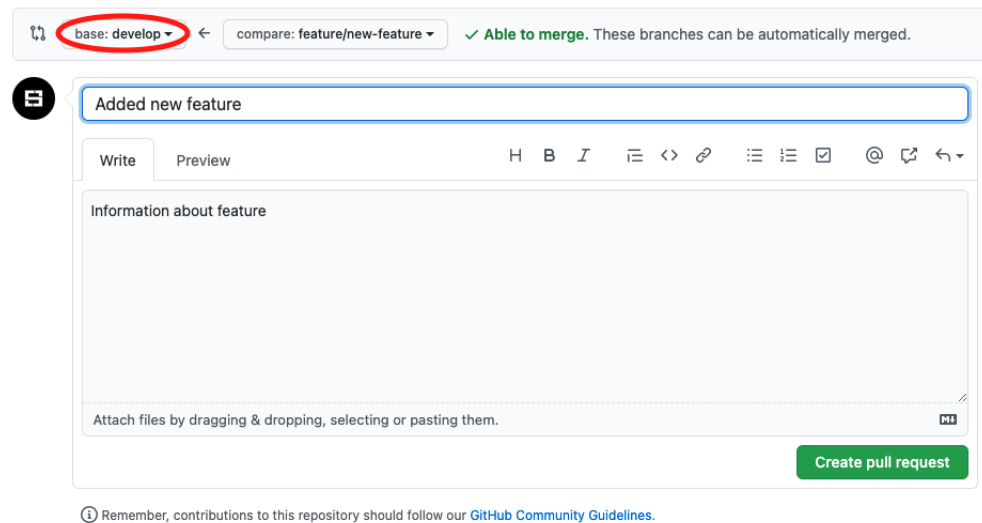 base: develop ← compare: feature/new-feature ✓ Able to merge. These branches can be automatically merged.
Added new feature
Write Preview
Information about feature
Attach files by dragging & dropping, selecting or pasting them.
Create pull request
Remember, contributions to this repository should follow our GitHub Community Guidelines.